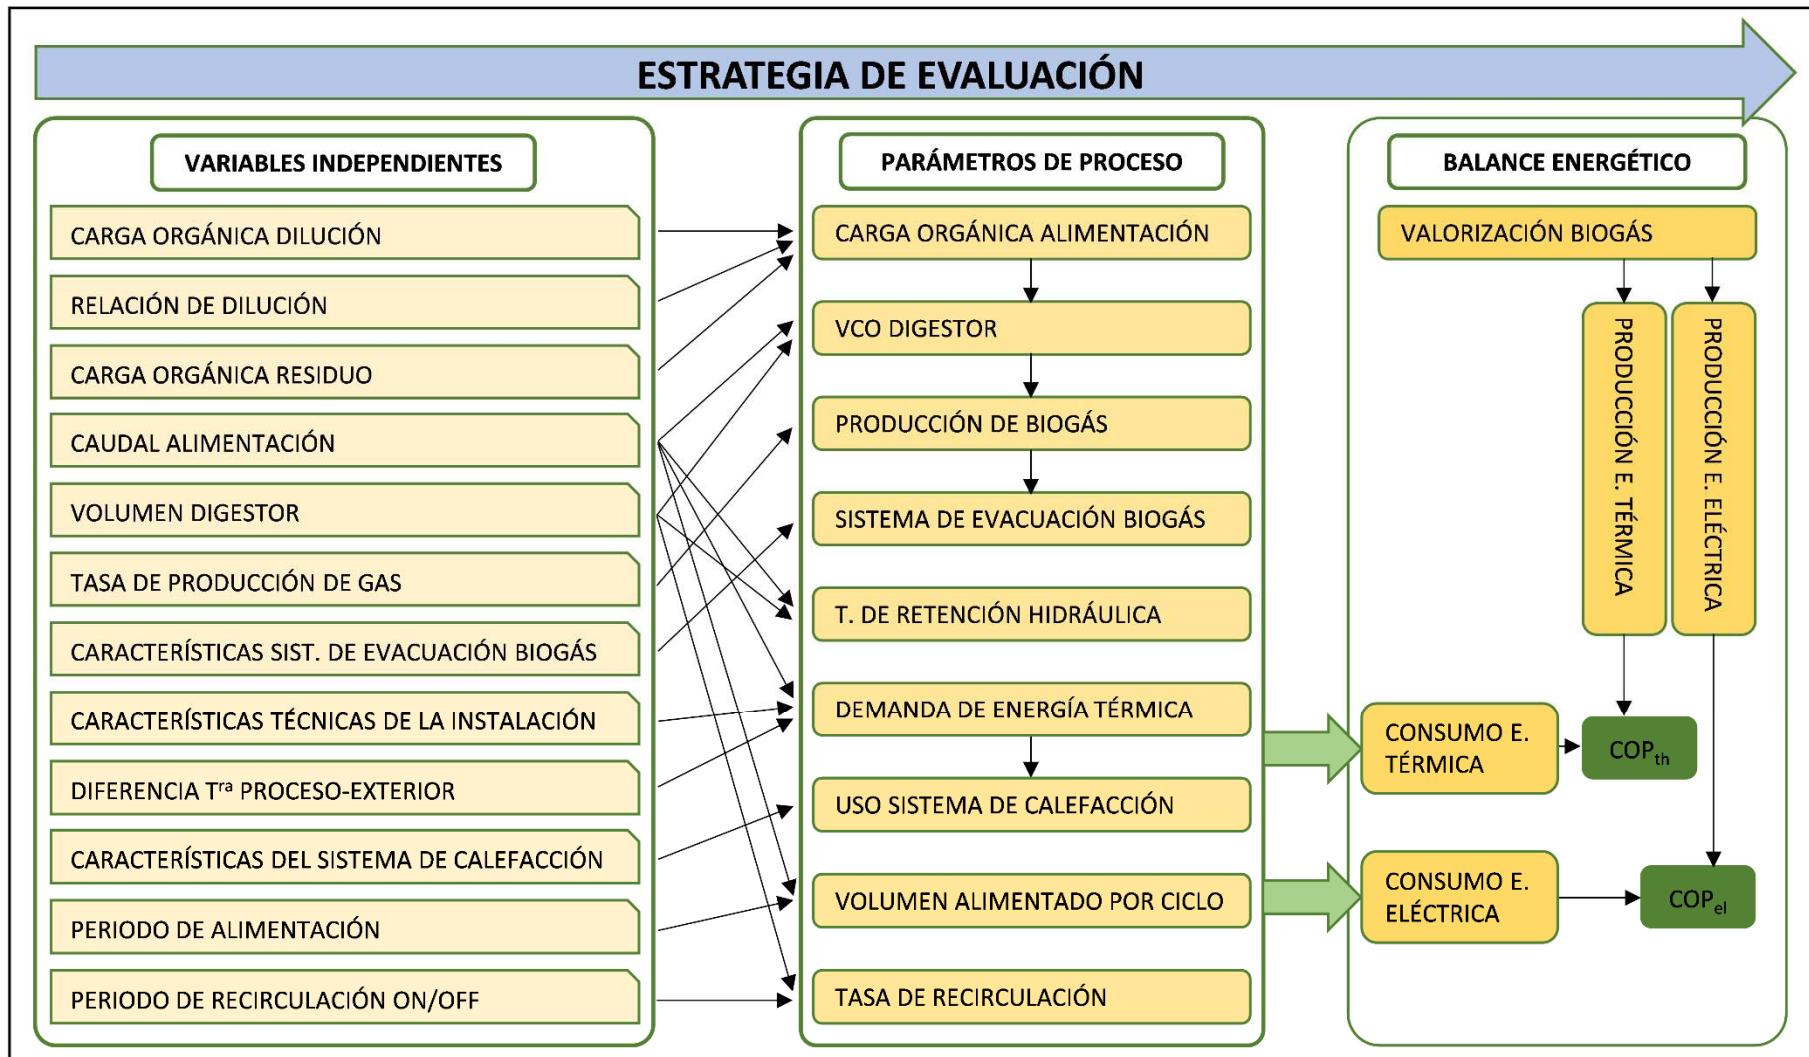 ESTRATEGIA DE EVALUACIÓN
VARIABLES INDEPENDIENTES
CARGA ORGÁNICA DILUCIÓN
RELACIÓN DE DILUCIÓN
CARGA ORGÁNICA RESIDUO
CAUDAL ALIMENTACIÓN
VOLUMEN DIGESTOR
TASA DE PRODUCCIÓN DE GAS
CARACTERÍSTICAS SIST. DE EVACUACIÓN BIOGÁS
CARACTERÍSTICAS TÉCNICAS DE LA INSTALACIÓN
DIFERENCIA Tʳᵃ PROCESO-EXTERIOR
CARACTERÍSTICAS DEL SISTEMA DE CALEFACCIÓN
PERIODO DE ALIMENTACIÓN
PERIODO DE RECIRCULACIÓN ON/OFF
PARÁMETROS DE PROCESO
CARGA ORGÁNICA ALIMENTACIÓN
VCO DIGESTOR
PRODUCCIÓN DE BIOGÁS
SISTEMA DE EVACUACIÓN BIOGÁS
T. DE RETENCIÓN HIDRÁULICA
DEMANDA DE ENERGÍA TÉRMICA
USO SISTEMA DE CALEFACCIÓN
VOLUMEN ALIMENTADO POR CICLO
TASA DE RECIRCULACIÓN
BALANCE ENERGÉTICO
VALORIZACIÓN BIOGÁS
PRODUCCIÓN E. TÉRMICA
PRODUCCIÓN E. ELÉCTRICA
CONSUMO E.
TÉRMICA
COPth
CONSUMO E.
ELÉCTRICA
COPel